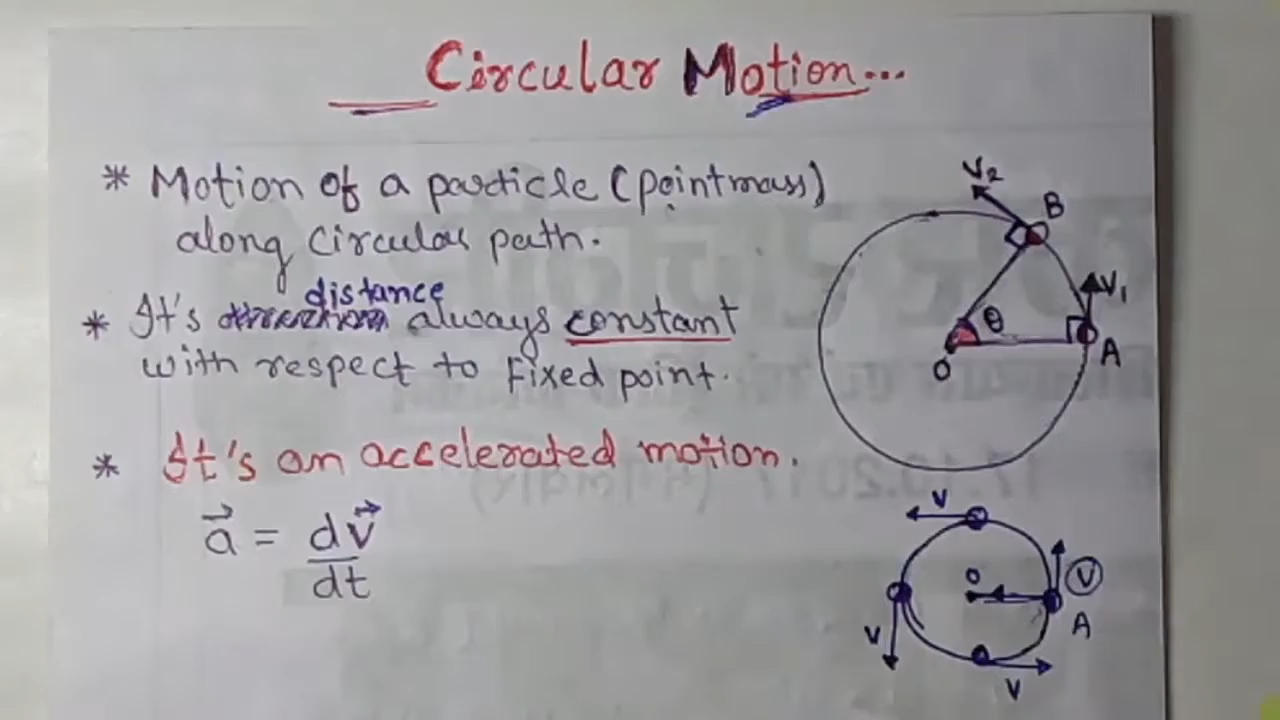 Circular Motion...
* Motion of a particle (pointmass)
along circular path.
distance
* It's always constant
with respect to fixed point.
* It's an accelerated motion.
a⃗ = dv⃗/dt
V₂
B
V₁
θ
O
A
V
O
V
A
V
V